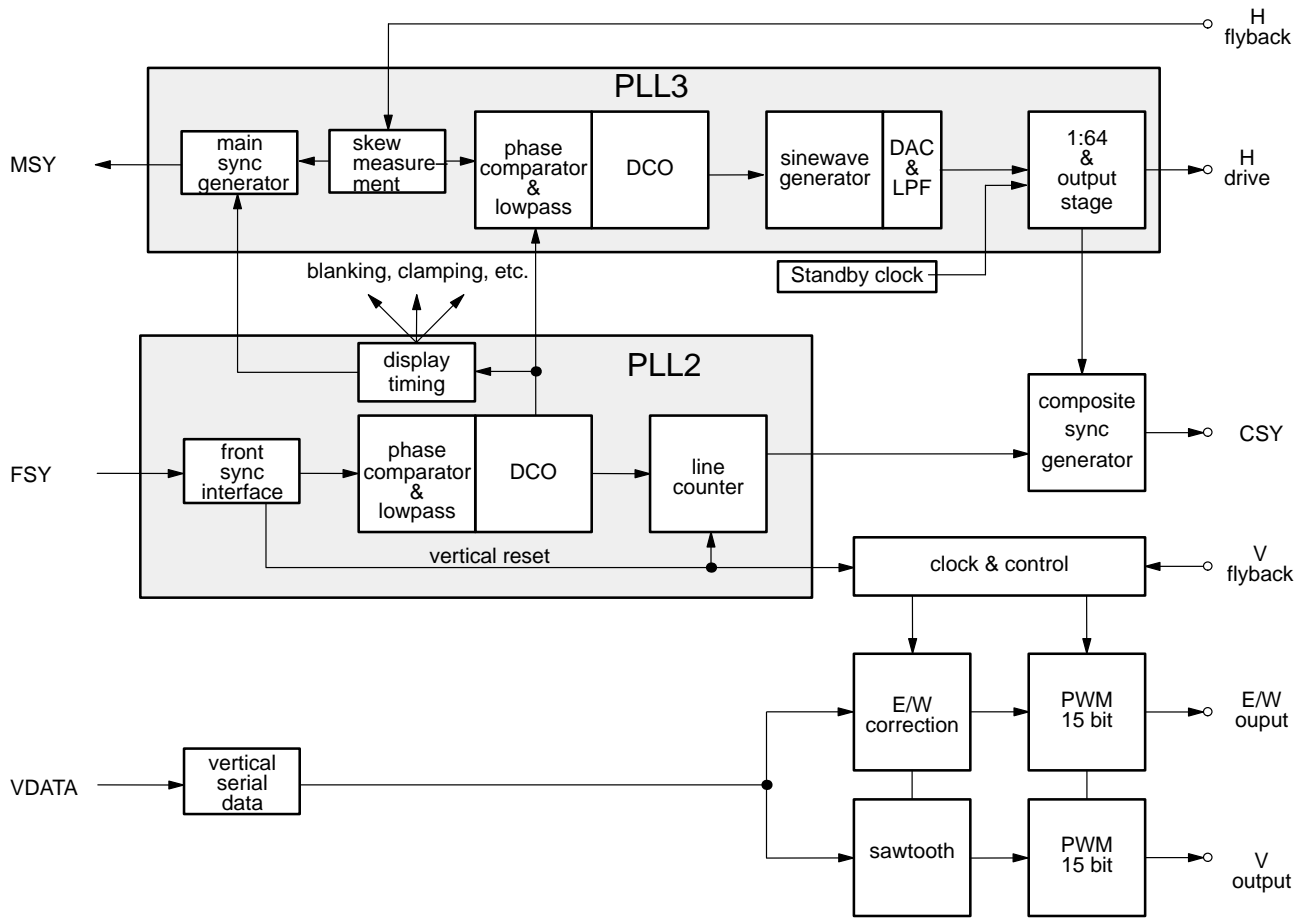 H
flyback
PLL3
MSY
main
sync
generator
skew
measure–
ment
phase
comparator
&
lowpass
DCO
sinewave
generator
DAC
&
LPF
1:64
&
output
stage
H
drive
blanking, clamping, etc.
Standby clock
PLL2
display
timing
FSY
front
sync
interface
phase
comparator
&
lowpass
DCO
line
counter
composite
sync
generator
CSY
vertical reset
clock & control
V
flyback
E/W
correction
PWM
15 bit
E/W
ouput
VDATA
vertical
serial
data
sawtooth
PWM
15 bit
V
output